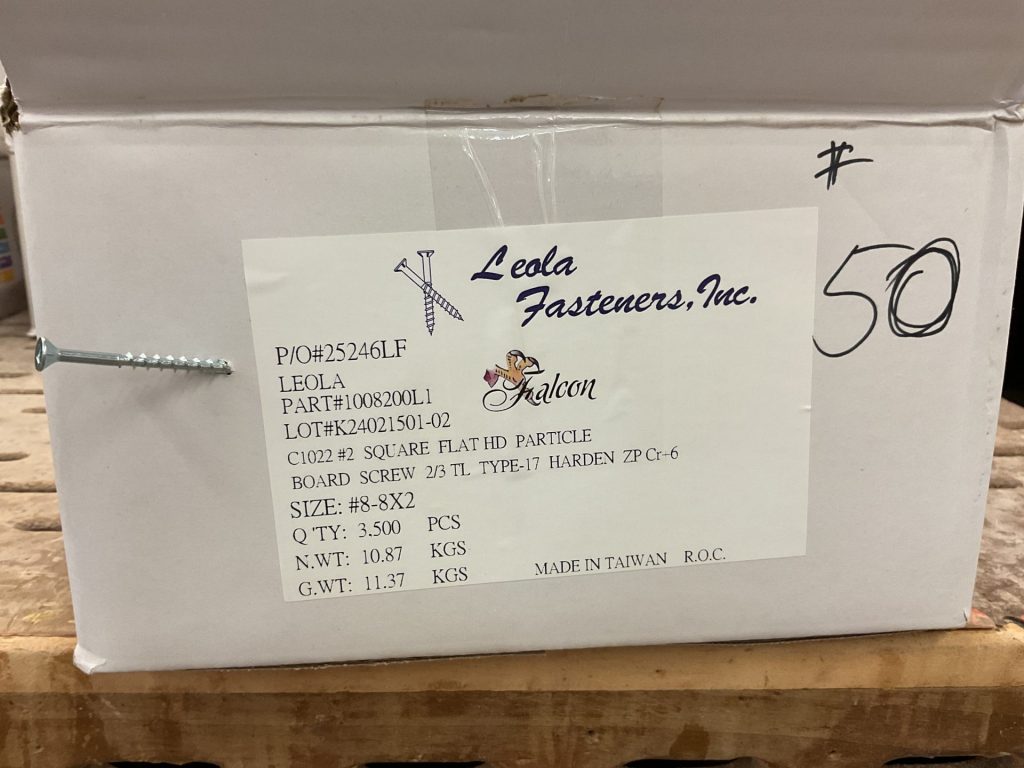 #
50
Leola
Fasteners, Inc.
P/O#25246LF
Falcon
LEOLA
PART#1008200L1
LOT#K24021501-02
C1022 #2 SQUARE FLAT HD PARTICLE
BOARD SCREW 2/3 TL TYPE-17 HARDEN ZP Cr+6
SIZE: #8-8X2
Q'TY: 3.500 PCS
N.WT: 10.87 KGS
G.WT: 11.37 KGS
MADE IN TAIWAN R.O.C.